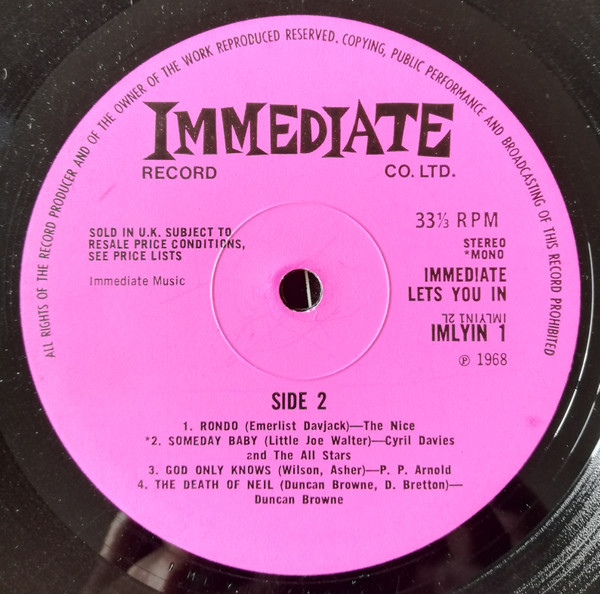 ALL RIGHTS OF THE RECORD PRODUCER AND OF THE OWNER OF THE WORK REPRODUCED RESERVED. COPYING, PUBLIC PERFORMANCE AND BROADCASTING OF THIS RECORD PROHIBITED
IMMEDIATE
RECORD CO. LTD.
33⅓ RPM
SOLD IN U.K. SUBJECT TO
RESALE PRICE CONDITIONS,
SEE PRICE LISTS
STEREO
*MONO
Immediate Music
IMMEDIATE
LETS YOU IN
IMLYIN1 2L
IMLYIN 1
℗ 1968
SIDE 2
1. RONDO (Emerlist Davjack)—The Nice
*2. SOMEDAY BABY (Little Joe Walter)—Cyril Davies
and The All Stars
3. GOD ONLY KNOWS (Wilson, Asher)—P. P. Arnold
4. THE DEATH OF NEIL (Duncan Browne, D. Bretton)—
Duncan Browne